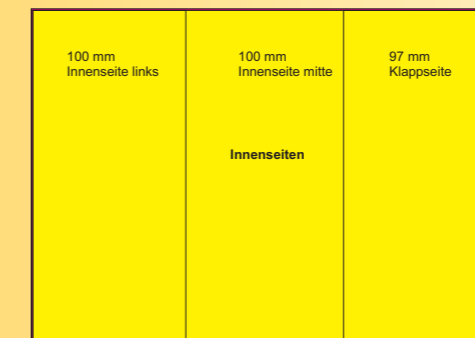 100 mm
Innenseite links
100 mm
Innenseite mitte
97 mm
Klappseite
Innenseiten